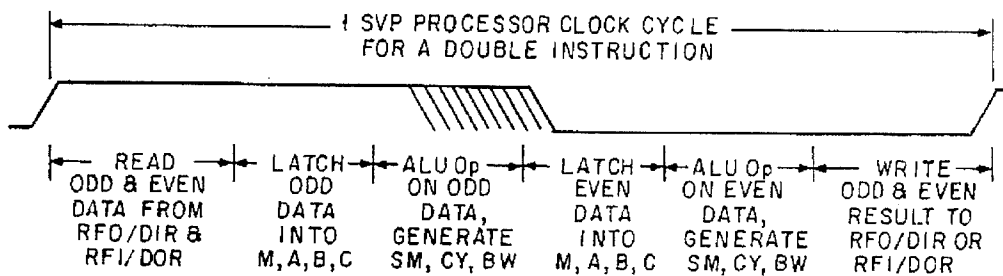 1 SVP PROCESSOR CLOCK CYCLE
FOR A DOUBLE INSTRUCTION
READ
ODD & EVEN
DATA FROM
RFO/DIR &
RFI/DOR
LATCH
ODD
DATA
INTO
M, A, B, C
ALU Op
ON ODD
DATA,
GENERATE
SM, CY, BW
LATCH
EVEN
DATA
INTO
M, A, B, C
ALU Op
ON EVEN
DATA,
GENERATE
SM, CY, BW
WRITE
ODD & EVEN
RESULT TO
RFO/DIR OR
RFI/DOR